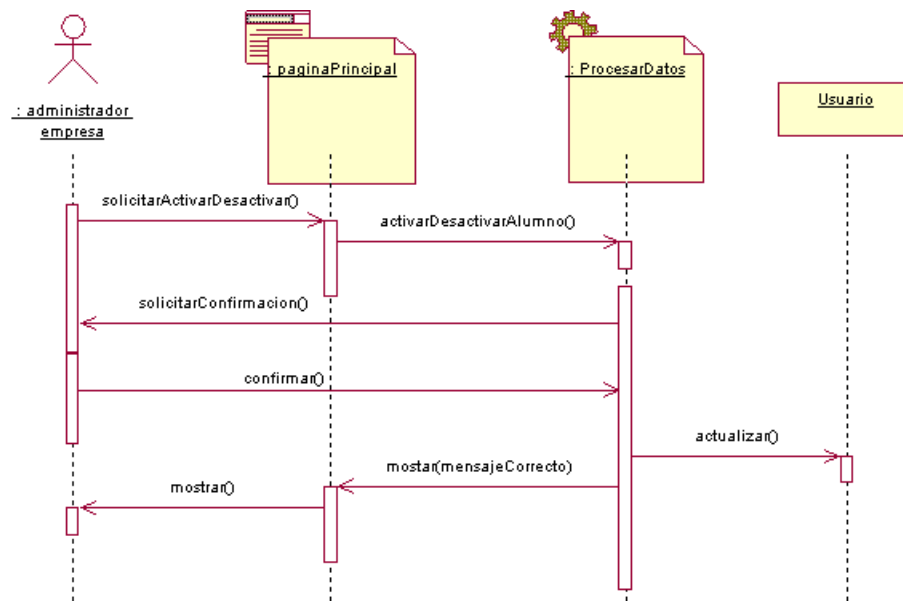 : administrador
empresa
: paginaPrincipal
: ProcesarDatos
Usuario
solicitarActivarDesactivar()
activarDesactivarAlumno()
solicitarConfirmacion()
confirmar()
actualizar()
mostar(mensajeCorrecto)
mostrar()